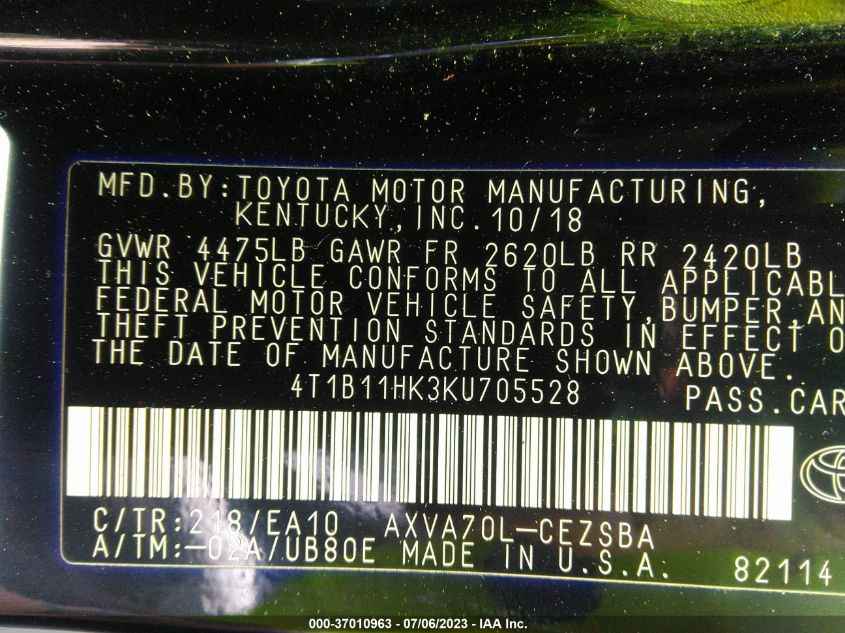 MFD.BY:TOYOTA MOTOR MANUFACTURING,
KENTUCKY,INC.10/18
GVWR 4475LB GAWR FR 2620LB RR 2420LB
THIS VEHICLE CONFORMS TO ALL APPLICABL
FEDERAL MOTOR VEHICLE SAFETY,BUMPER,AN
THEFT PREVENTION STANDARDS IN EFFECT O
THE DATE OF MANUFACTURE SHOWN ABOVE.
4T1B11HK3KU705528 PASS.CAR
C/TR:218/EA10 AXVA70L-CEZSBA
A/TM:-02A/UB80E MADE IN U.S.A. 82114
000-37010963 - 07/06/2023 - IAA Inc.